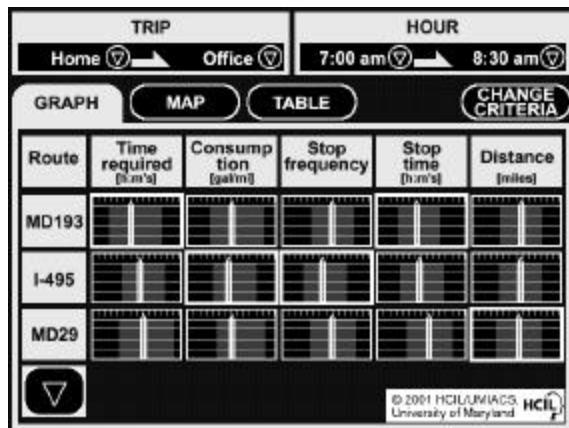 TRIP
HOUR
Home
Office
7:00 am
8:30 am
GRAPH
MAP
TABLE
CHANGE
CRITERIA
Route
Time
required
[h:m's]
Consump
tion
[gal/mi]
Stop
frequency
Stop
time
[h:m's]
Distance
[miles]
MD193
I-495
MD29
© 2001 HCIL/UMIACS,
University of Maryland
HCIL